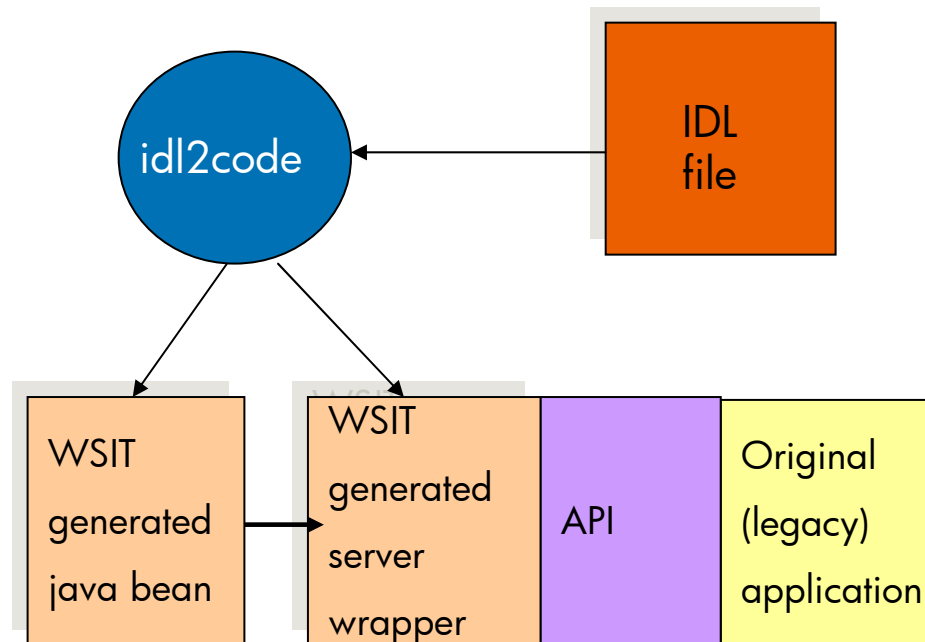 idl2code
IDL
file
WSIT
generated
java bean
WSIT
generated
server
wrapper
API
Original
(legacy)
application